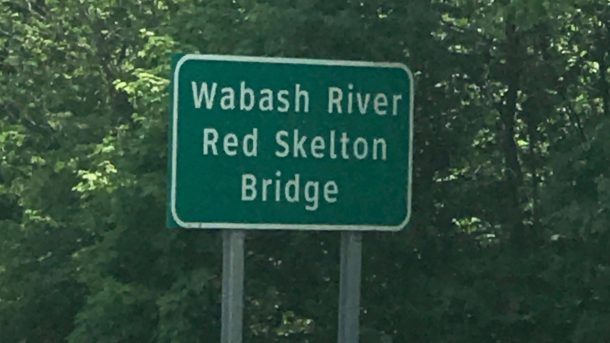 Wabash River
Red Skelton
Bridge